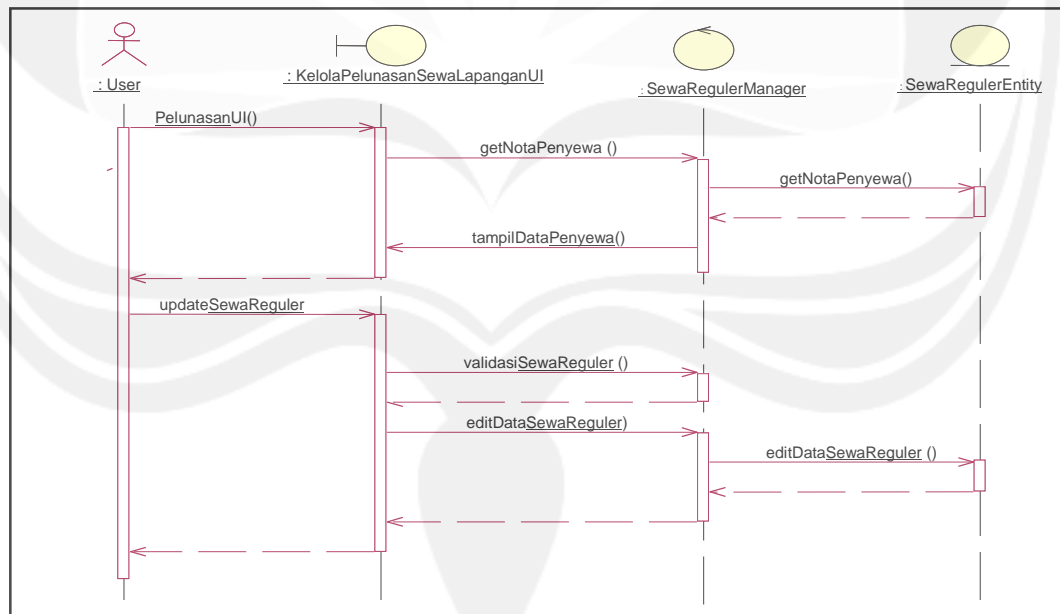 : User
: KelolaPelunasanSewaLapanganUI
: SewaRegulerManager
: SewaRegulerEntity
PelunasanUI()
getNotaPenyewa ()
getNotaPenyewa()
tampilDataPenyewa()
updateSewaReguler
validasiSewaReguler ()
editDataSewaReguler)
editDataSewaReguler ()